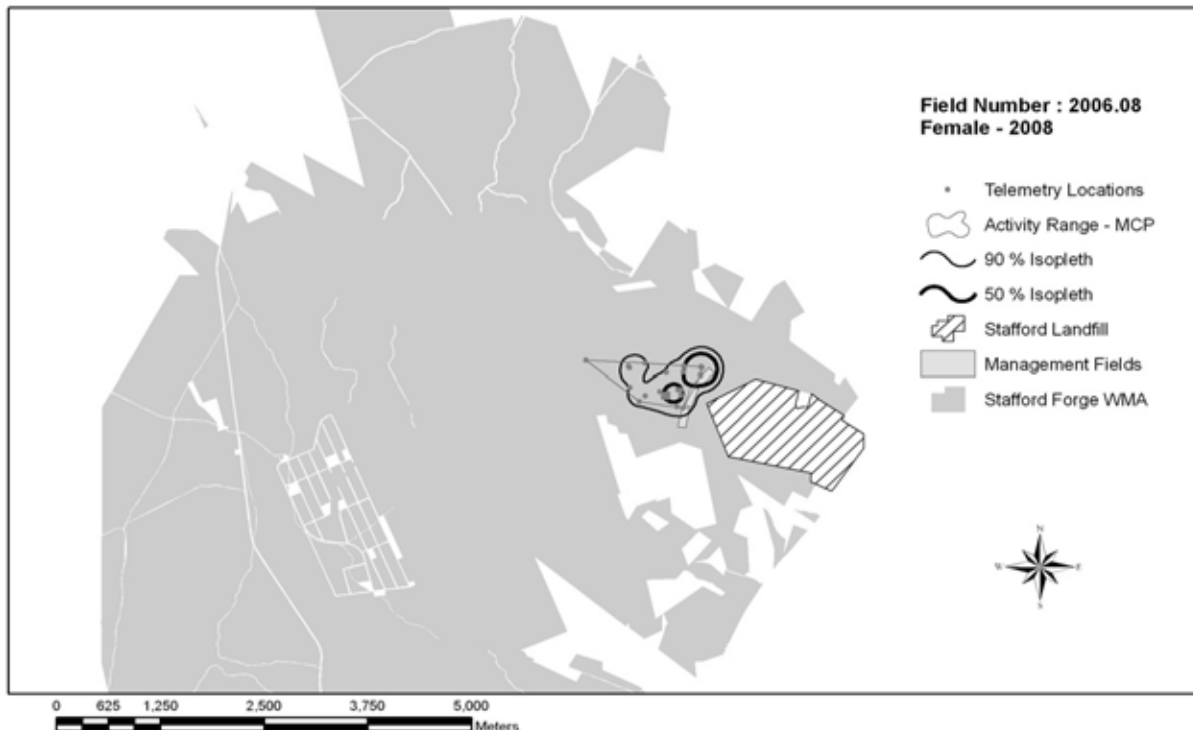 Field Number : 2006.08
Female - 2008
Telemetry Locations
Activity Range - MCP
90 % Isopleth
50 % Isopleth
Stafford Landfill
Management Fields
Stafford Forge WMA
N
W E
S
0 625 1,250 2,500 3,750 5,000
Meters